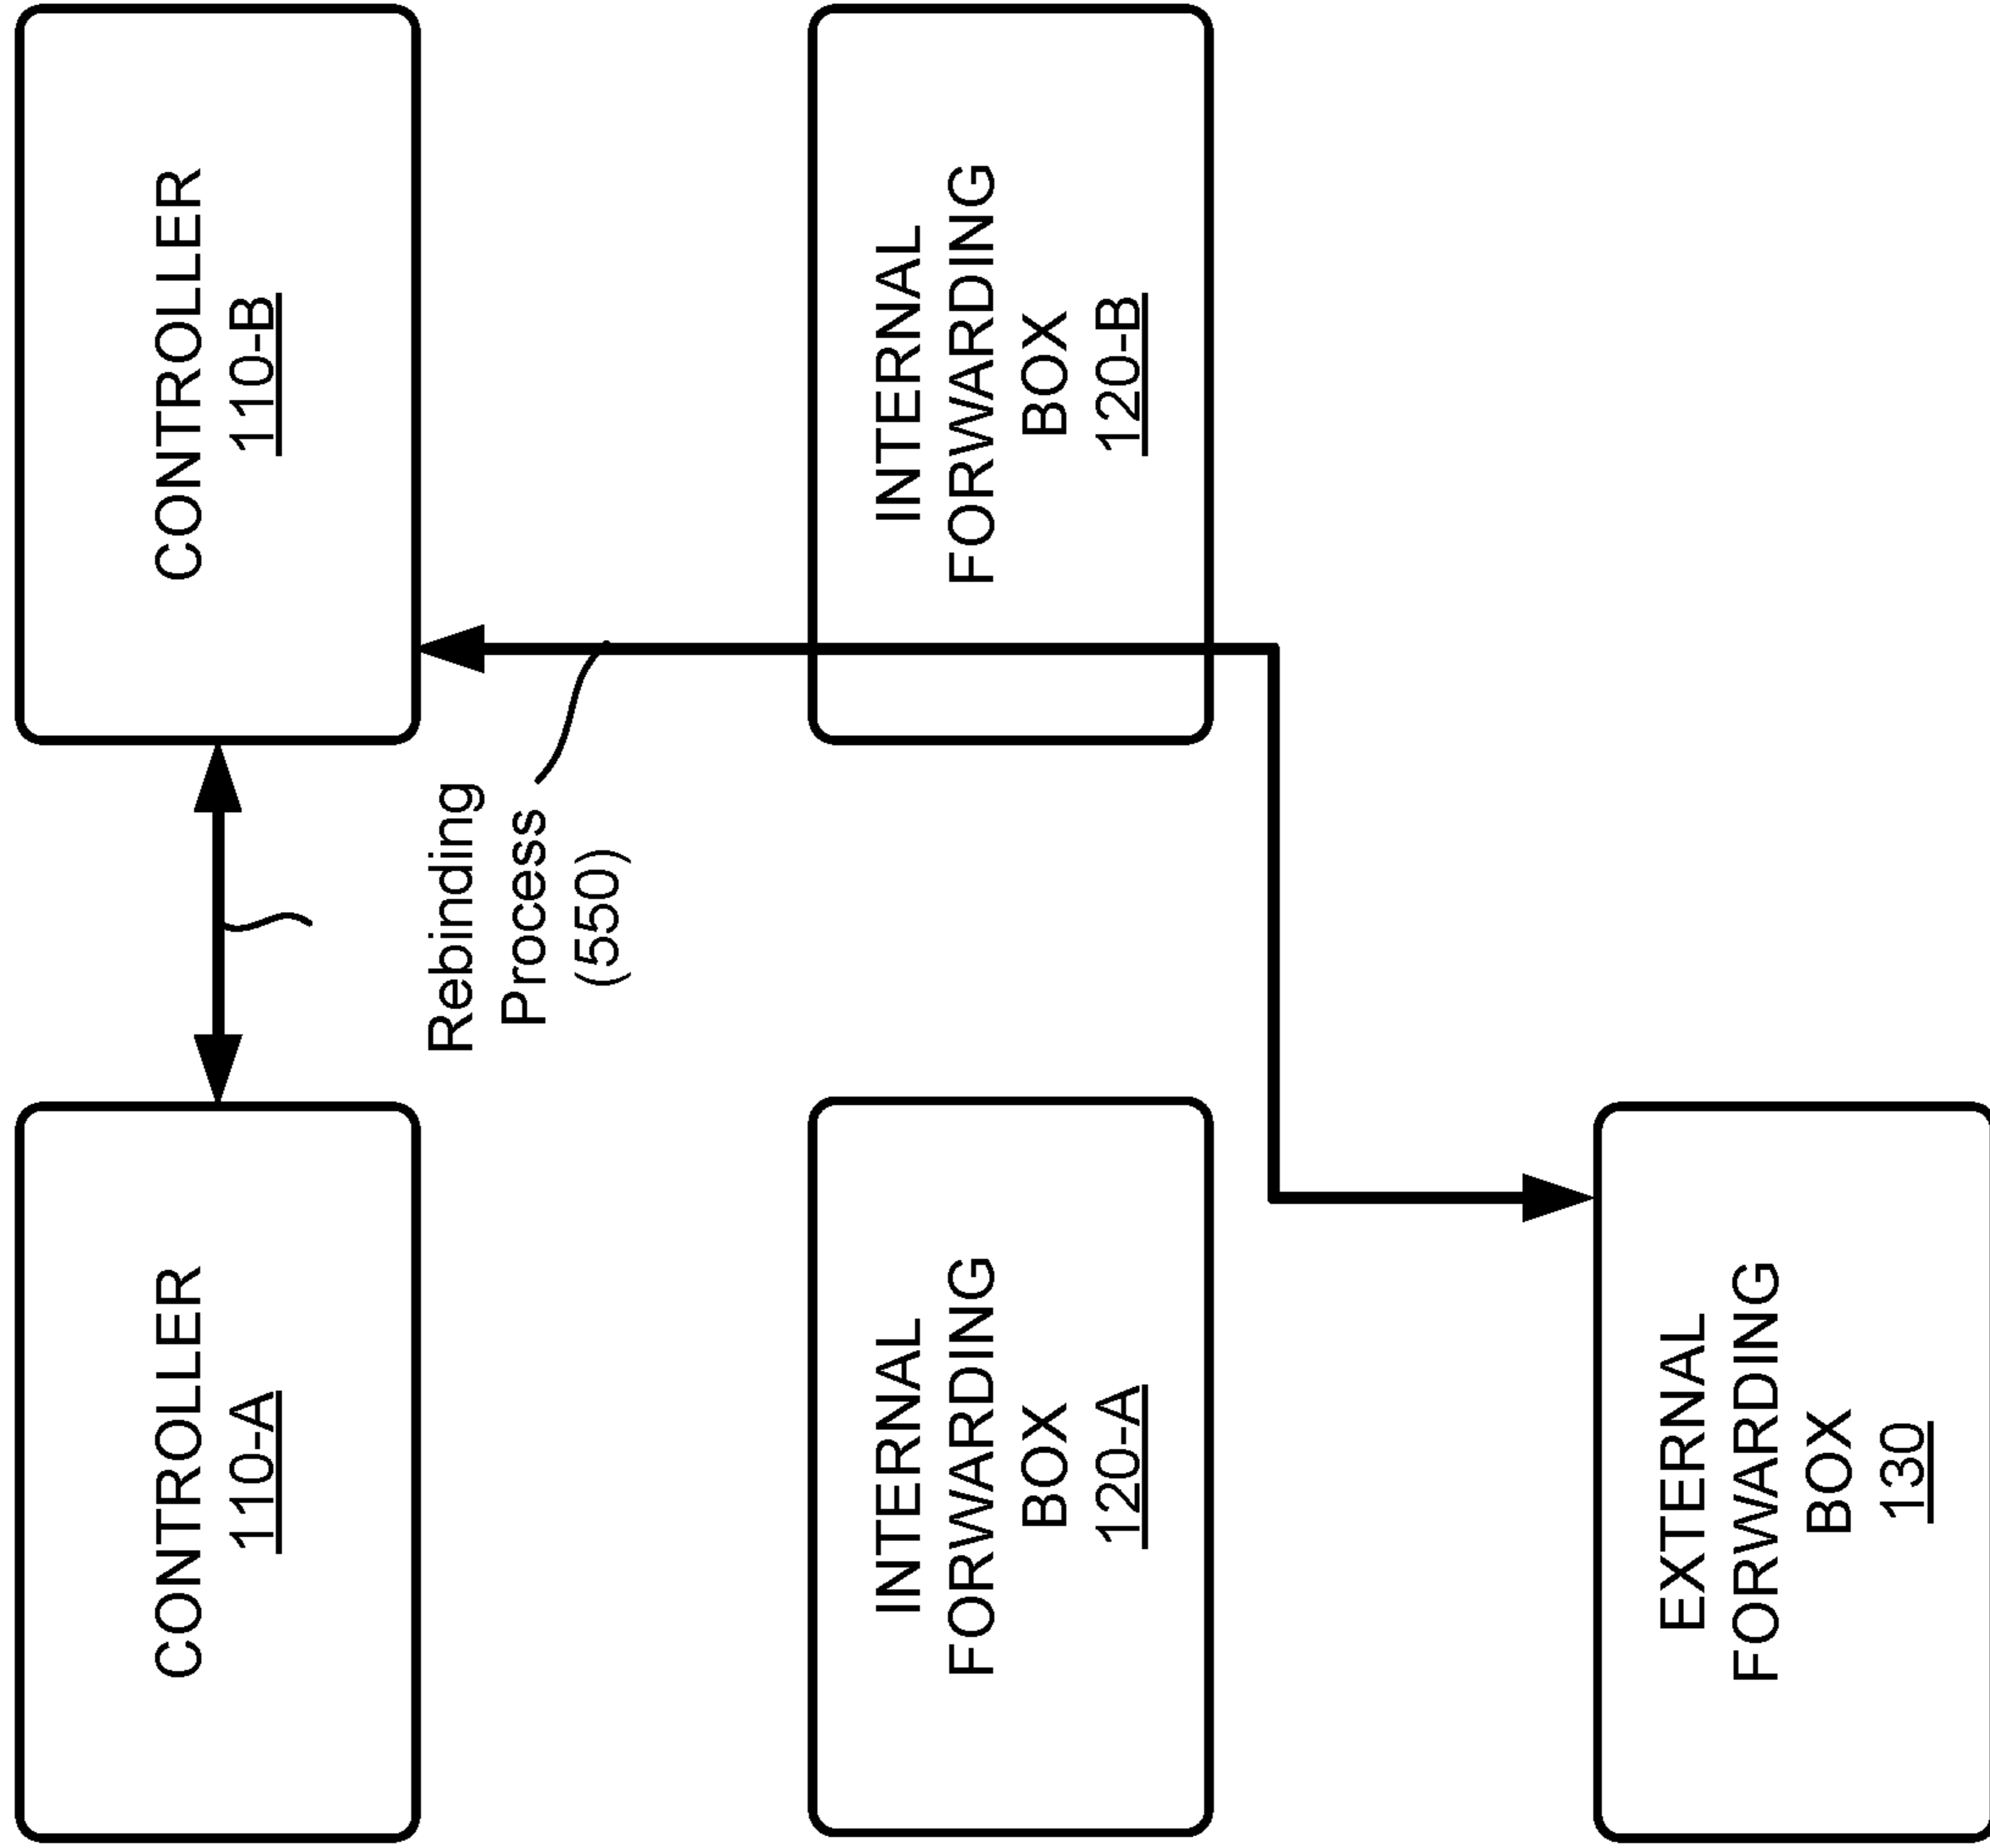 CONTROLLER
110-A
INTERNAL
FORWARDING
BOX
120-A
EXTERNAL
FORWARDING
BOX
130
Rebinding
Process
(550)
CONTROLLER
110-B
INTERNAL
FORWARDING
BOX
120-B